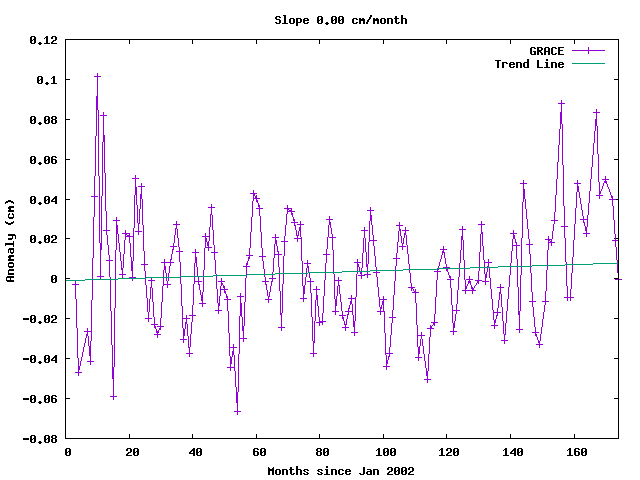 Slope 0.00 cm/month
0.12
0.1
0.08
0.06
0.04
0.02
0
-0.02
-0.04
-0.06
-0.08
Anomaly (cm)
GRACE
Trend Line
0 20 40 60 80 100 120 140 160
Months since Jan 2002